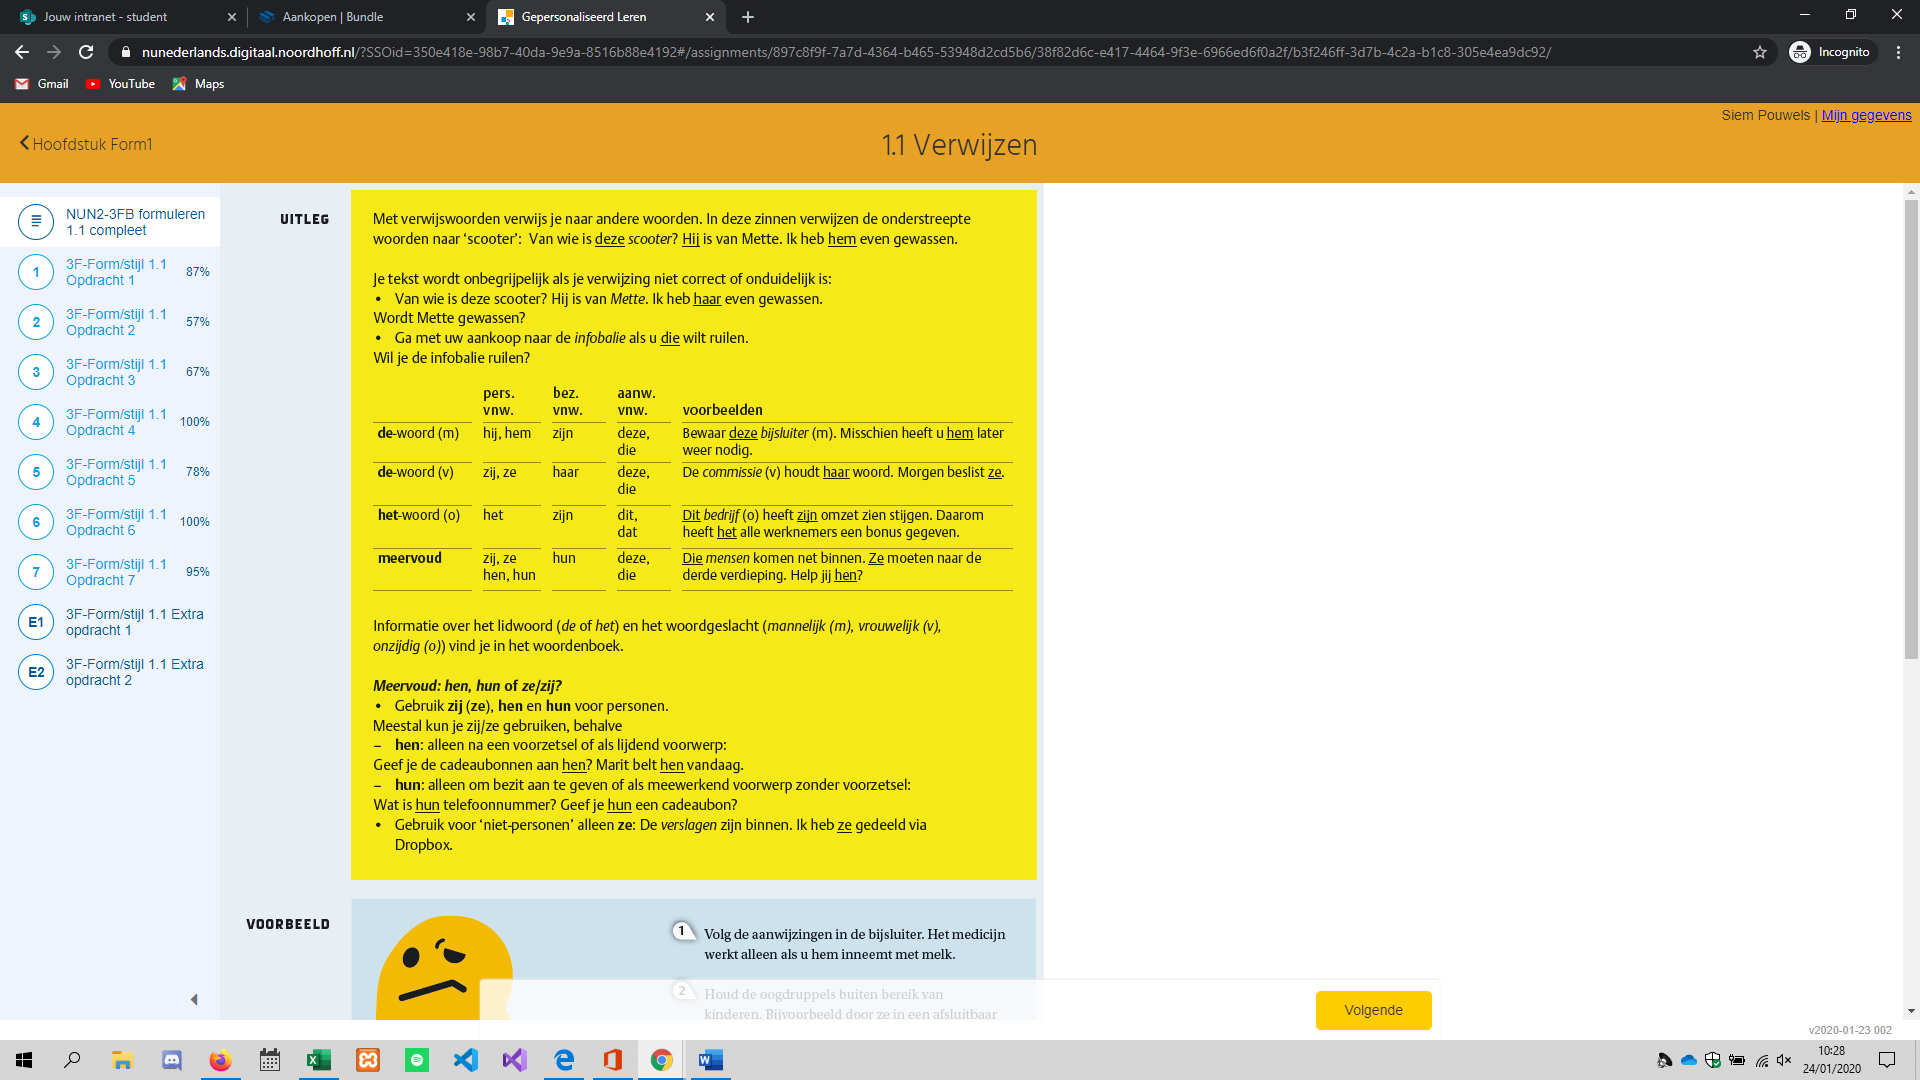 Jouw intranet - student
Aankopen | Bundle
Gepersonaliseerd Leren
nunederlands.digitaal.noordhoff.nl/?SSOid=350e418e-98b7-40da-9e9a-8516b88e4192#/assignments/897c8f9f-7a7d-4364-b465-53948d2cd5b6/38f82d6c-e417-4464-9f3e-6966ed6f0a2f/b3f246ff-3d7b-4c2a-b1c8-305e4ea9dc92/
Incognito
Gmail
YouTube
Maps
Siem Pouwels | Mijn gegevens
Hoofdstuk Form1
1.1 Verwijzen
NUN2-3FB formuleren
1.1 compleet
1 3F-Form/stijl 1.1
Opdracht 1 87%
2 3F-Form/stijl 1.1
Opdracht 2 57%
3 3F-Form/stijl 1.1
Opdracht 3 67%
4 3F-Form/stijl 1.1
Opdracht 4 100%
5 3F-Form/stijl 1.1
Opdracht 5 78%
6 3F-Form/stijl 1.1
Opdracht 6 100%
7 3F-Form/stijl 1.1
Opdracht 7 95%
E1 3F-Form/stijl 1.1 Extra
opdracht 1
E2 3F-Form/stijl 1.1 Extra
opdracht 2
UITLEG
Met verwijswoorden verwijs je naar andere woorden. In deze zinnen verwijzen de onderstreepte
woorden naar ‘scooter’: Van wie is deze scooter? Hij is van Mette. Ik heb hem even gewassen.
Je tekst wordt onbegrijpelijk als je verwijzing niet correct of onduidelijk is:
• Van wie is deze scooter? Hij is van Mette. Ik heb haar even gewassen.
Wordt Mette gewassen?
• Ga met uw aankoop naar de infobalie als u die wilt ruilen.
Wil je de infobalie ruilen?
pers. bez. aanw.
vnw. vnw. vnw. voorbeelden
de-woord (m) hij, hem zijn deze, Bewaar deze bijsluiter (m). Misschien heeft u hem later
die weer nodig.
de-woord (v) zij, ze haar deze, De commissie (v) houdt haar woord. Morgen beslist ze.
die
het-woord (o) het zijn dit, Dit bedrijf (o) heeft zijn omzet zien stijgen. Daarom
dat heeft het alle werknemers een bonus gegeven.
meervoud zij, ze hun deze, Die mensen komen net binnen. Ze moeten naar de
hen, hun die derde verdieping. Help jij hen?
Informatie over het lidwoord (de of het) en het woordgeslacht (mannelijk (m), vrouwelijk (v),
onzijdig (o)) vind je in het woordenboek.
Meervoud: hen, hun of ze/zij?
• Gebruik zij (ze), hen en hun voor personen.
Meestal kun je zij/ze gebruiken, behalve
– hen: alleen na een voorzetsel of als lijdend voorwerp:
Geef je de cadeaubonnen aan hen? Marit belt hen vandaag.
– hun: alleen om bezit aan te geven of als meewerkend voorwerp zonder voorzetsel:
Wat is hun telefoonnummer? Geef je hun een cadeaubon?
• Gebruik voor ‘niet-personen’ alleen ze: De verslagen zijn binnen. Ik heb ze gedeeld via
Dropbox.
VOORBEELD
1 Volg de aanwijzingen in de bijsluiter. Het medicijn
werkt alleen als u hem inneemt met melk.
2 Houd de oogdruppels buiten bereik van
kinderen. Bijvoorbeeld door ze in een afsluitbaar
Volgende
v2020-01-23 002
10:28
24/01/2020